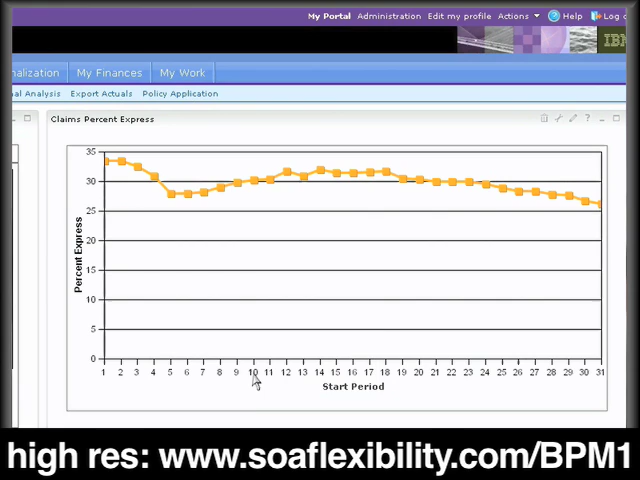 My Portal Administration Edit my profile Actions Help Log
IBM
nalization My Finances My Work
nal Analysis Export Actuals Policy Application
Claims Percent Express
35
30
25
20
15
10
5
0
Percent Express
1 2 3 4 5 6 7 8 9 10 11 12 13 14 15 16 17 18 19 20 21 22 23 24 25 26 27 28 29 30 31
Start Period
high res: www.soaflexibility.com/BPM1